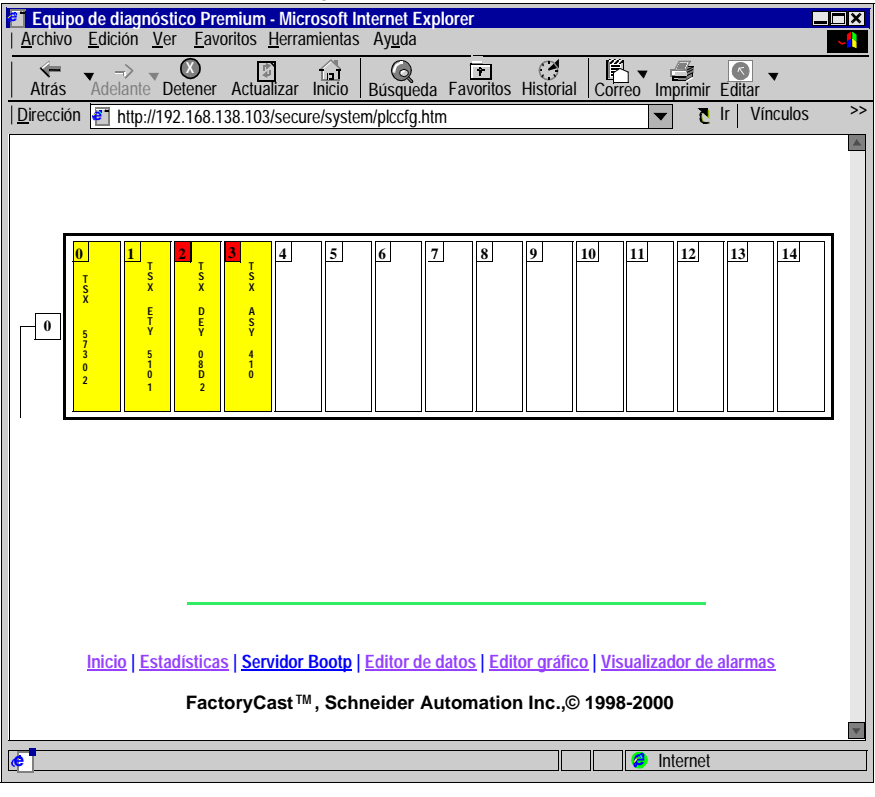 Equipo de diagnóstico Premium - Microsoft Internet Explorer
Archivo Edición Ver Favoritos Herramientas Ayuda
Atrás Adelante Detener Actualizar Inicio Búsqueda Favoritos Historial Correo Imprimir Editar
Dirección http://192.168.138.103/secure/system/plccfg.htm Ir Vínculos >>
0 1 2 3 4 5 6 7 8 9 10 11 12 13 14
0
TSX 57302
TSX ETY 5101
TSX DEY 08D2
TSX ASY 410
Inicio | Estadísticas | Servidor Bootp | Editor de datos | Editor gráfico | Visualizador de alarmas
FactoryCast™, Schneider Automation Inc.,© 1998-2000
Internet